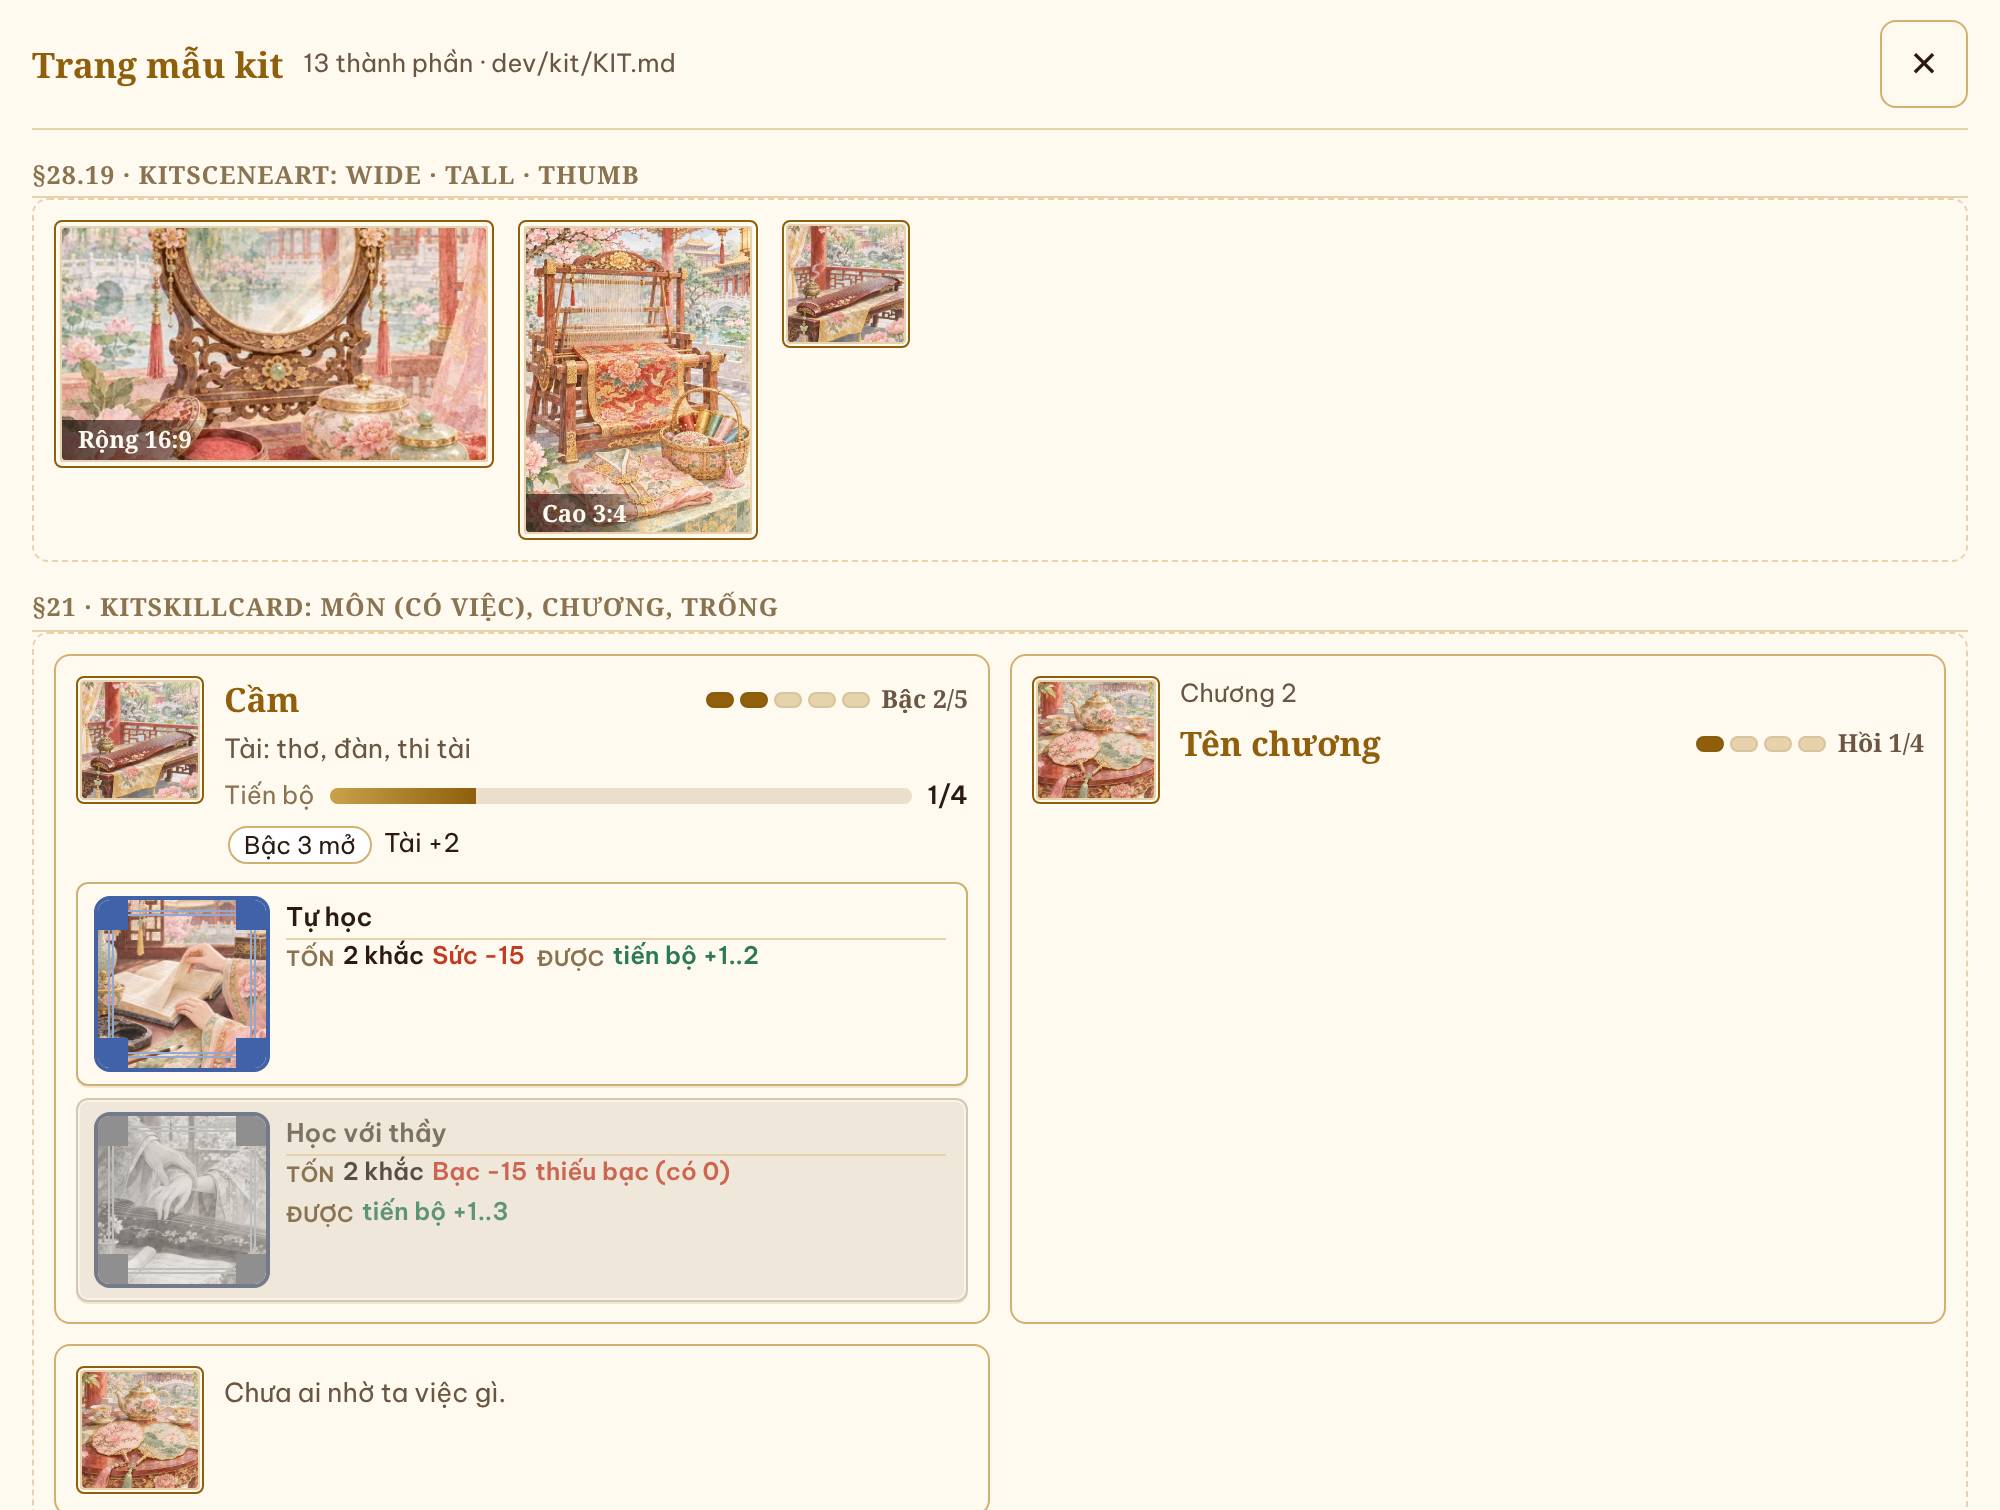 Trang mẫu kit 13 thành phần · dev/kit/KIT.md
§28.19 · KITSCENEART: WIDE · TALL · THUMB
Rộng 16:9
Cao 3:4
§21 · KITSKILLCARD: MÔN (CÓ VIỆC), CHƯƠNG, TRỐNG
Cầm Bậc 2/5
Tài: thơ, đàn, thi tài
Tiến bộ 1/4
Bậc 3 mở Tài +2
Tự học
TỐN 2 khắc Sức -15 ĐƯỢC tiến bộ +1..2
Học với thầy
TỐN 2 khắc Bạc -15 thiếu bạc (có 0)
ĐƯỢC tiến bộ +1..3
Chương 2
Tên chương Hồi 1/4
Chưa ai nhờ ta việc gì.